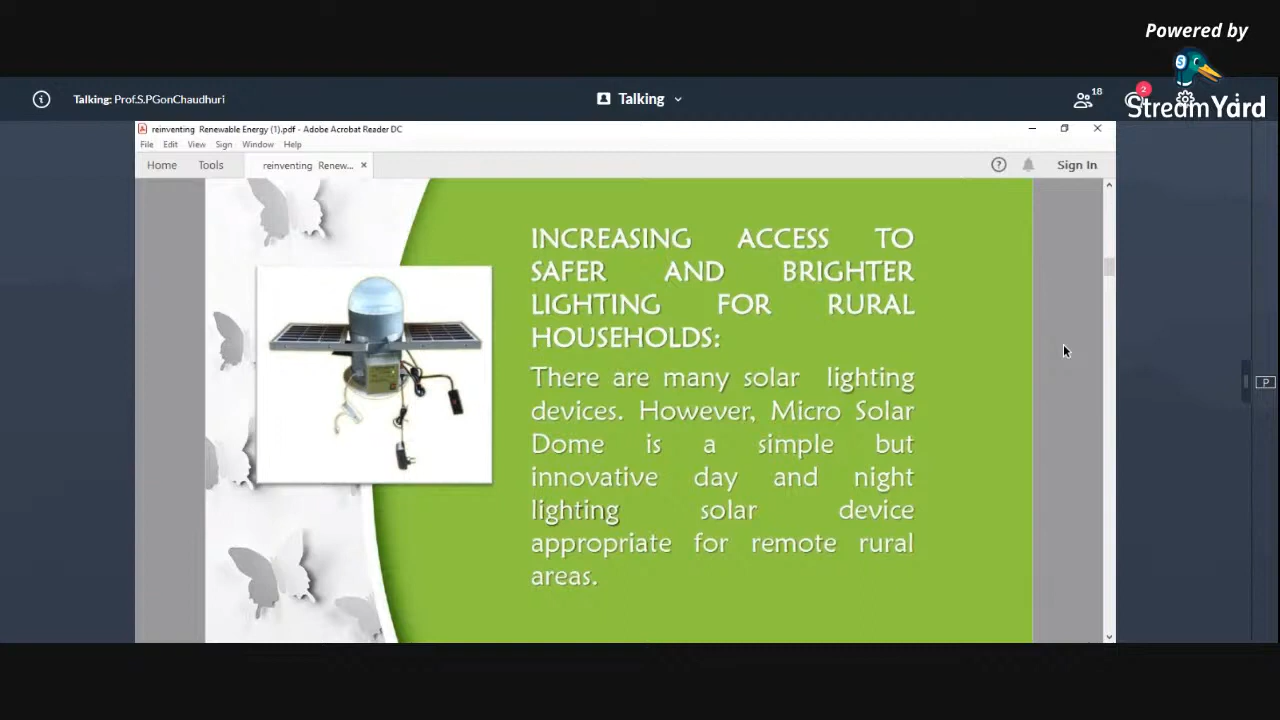 Powered by
StreamYard
Talking: Prof.S.PGonChaudhuri
Talking
18
2
reinventing Renewable Energy (1).pdf - Adobe Acrobat Reader DC
File Edit View Sign Window Help
Home Tools reinventing Renew... × Sign In
INCREASING ACCESS TO
SAFER AND BRIGHTER
LIGHTING FOR RURAL
HOUSEHOLDS:
There are many solar lighting
devices. However, Micro Solar
Dome is a simple but
innovative day and night
lighting solar device
appropriate for remote rural
areas.
P